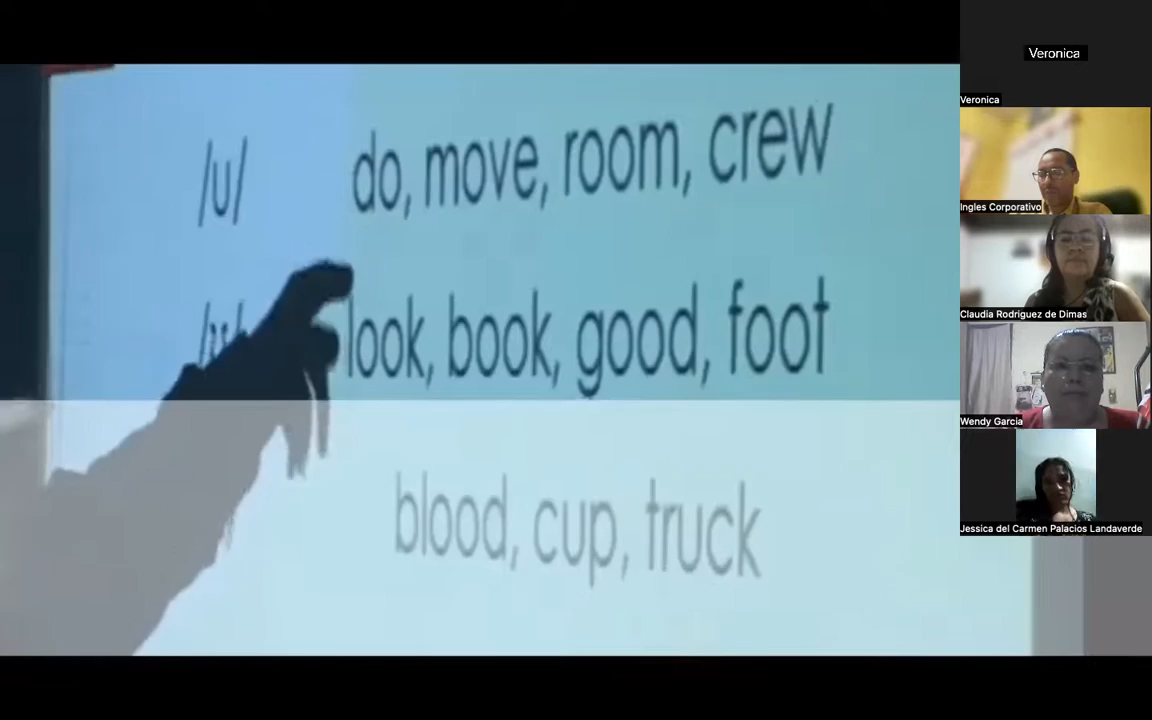 Veronica
Veronica
/u/ do, move, room, crew
Ingles Corporativo
look, book, good, foot
Claudia Rodriguez de Dimas
Wendy Garcia
blood, cup, truck
Jessica del Carmen Palacios Landaverde